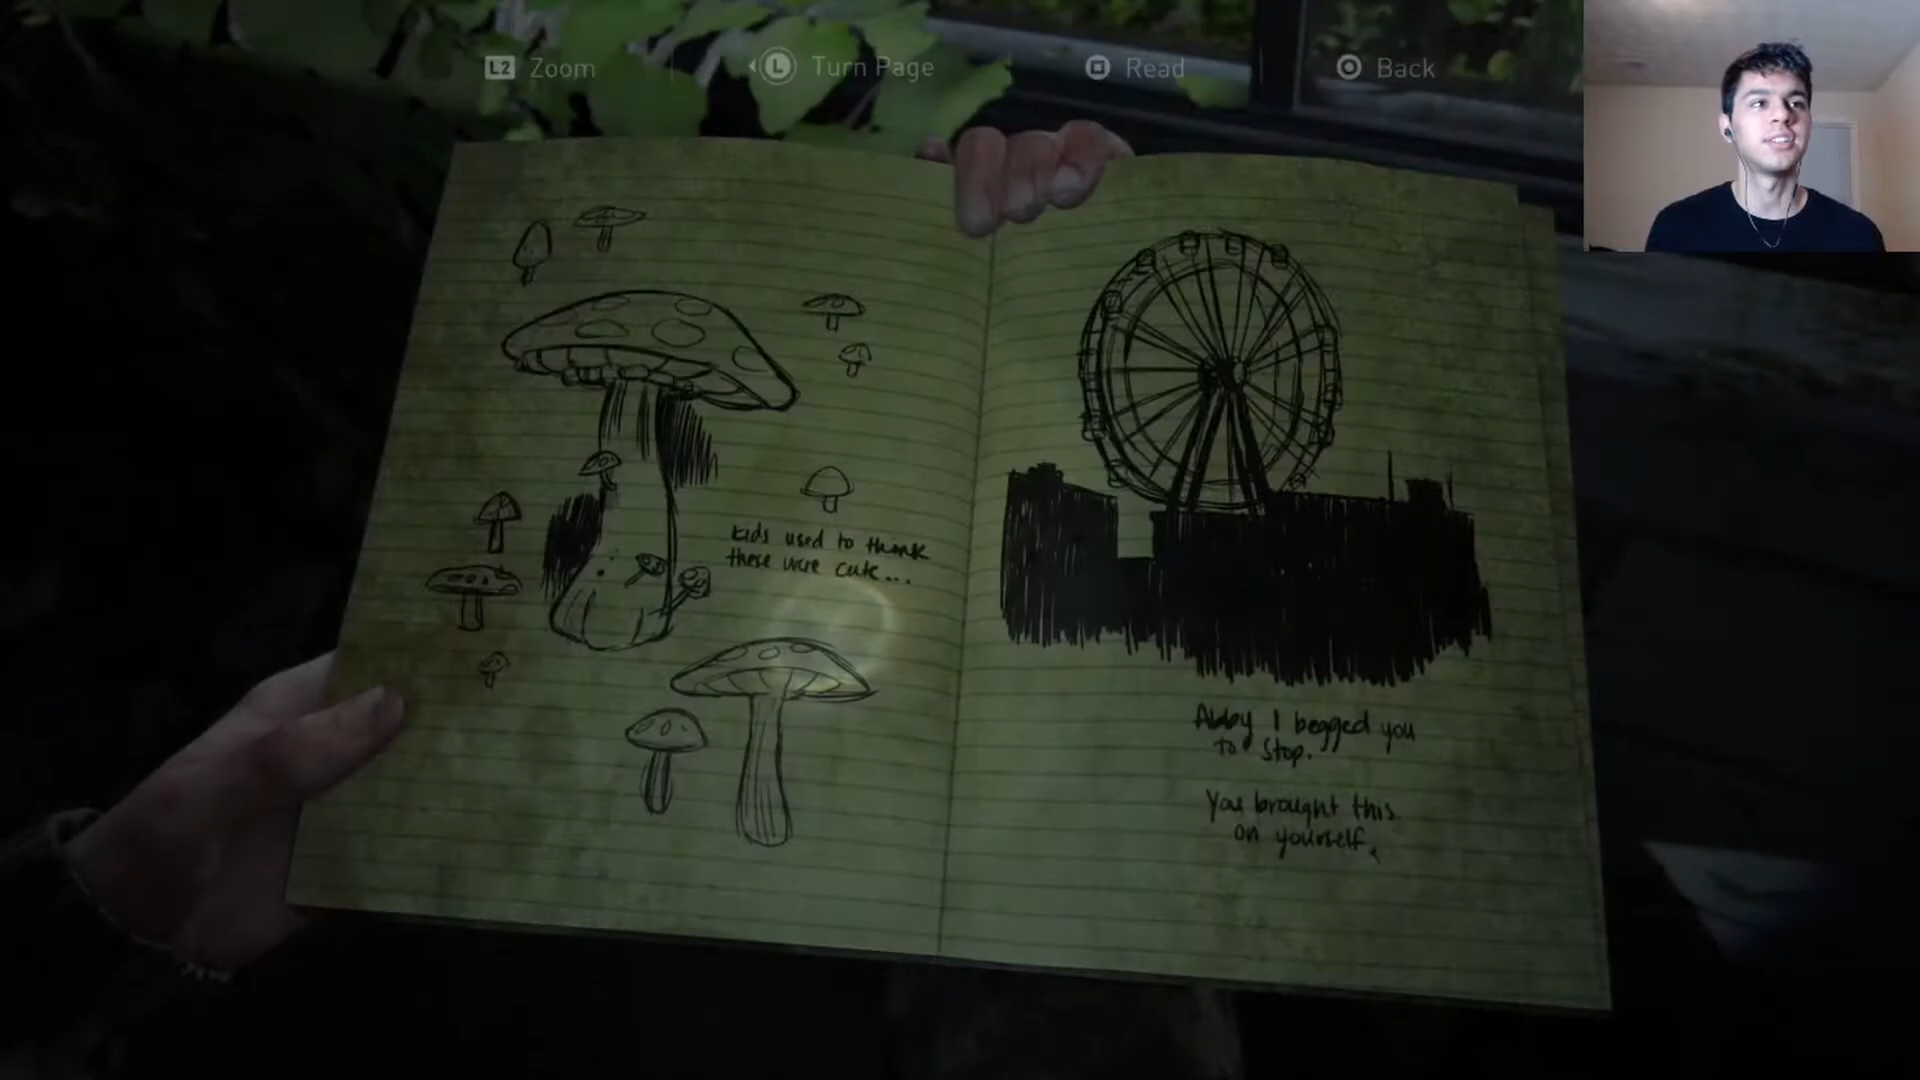 L2 Zoom
L Turn Page
Read
Back
kids used to think
these were cute...
Abby I begged you
to stop.
You brought this
on yourself.